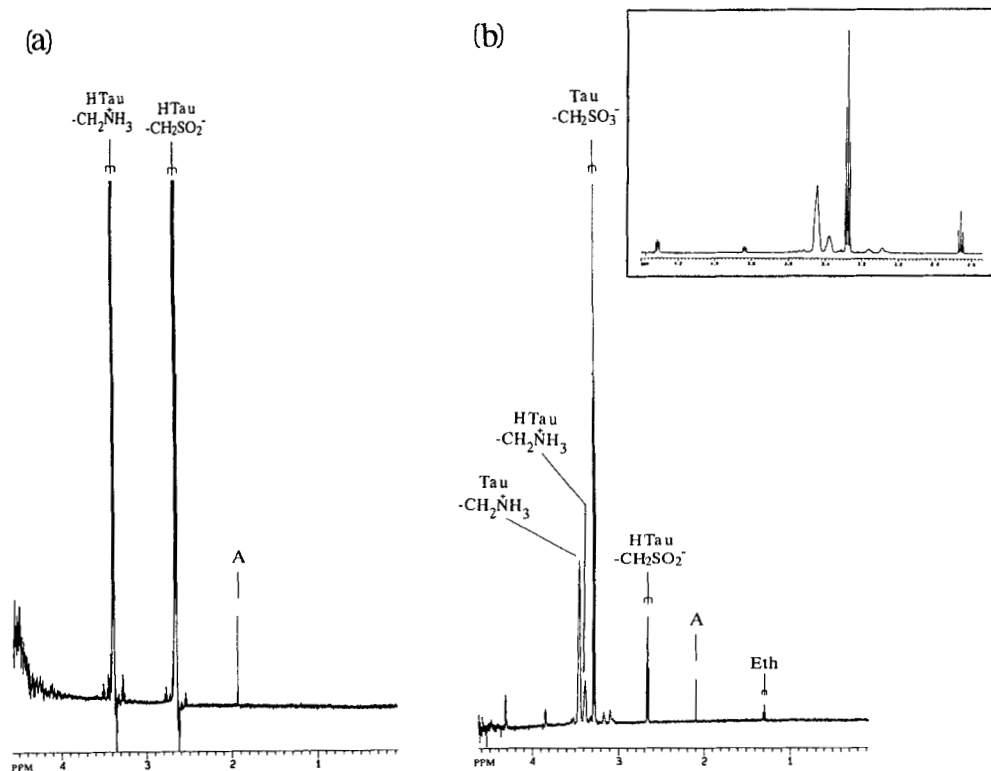 (a)
HTau
-CH₂N⁺H₃
HTau
-CH₂SO₂⁻
A
PPM
4
3
2
1
(b)
Tau
-CH₂SO₃⁻
HTau
-CH₂N⁺H₃
Tau
-CH₂N⁺H₃
HTau
-CH₂SO₂⁻
A
Eth
PPM
4
3
2
1